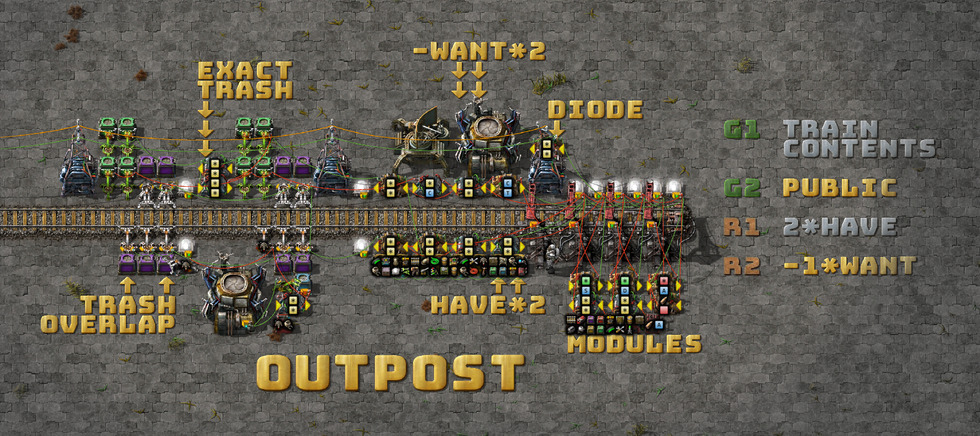 -WANT*2
EXACT
TRASH
DIODE
G1 TRAIN
CONTENTS
G2 PUBLIC
R1 2*HAVE
R2 -1*WANT
TRASH
OVERLAP
HAVE*2
MODULES
OUTPOST